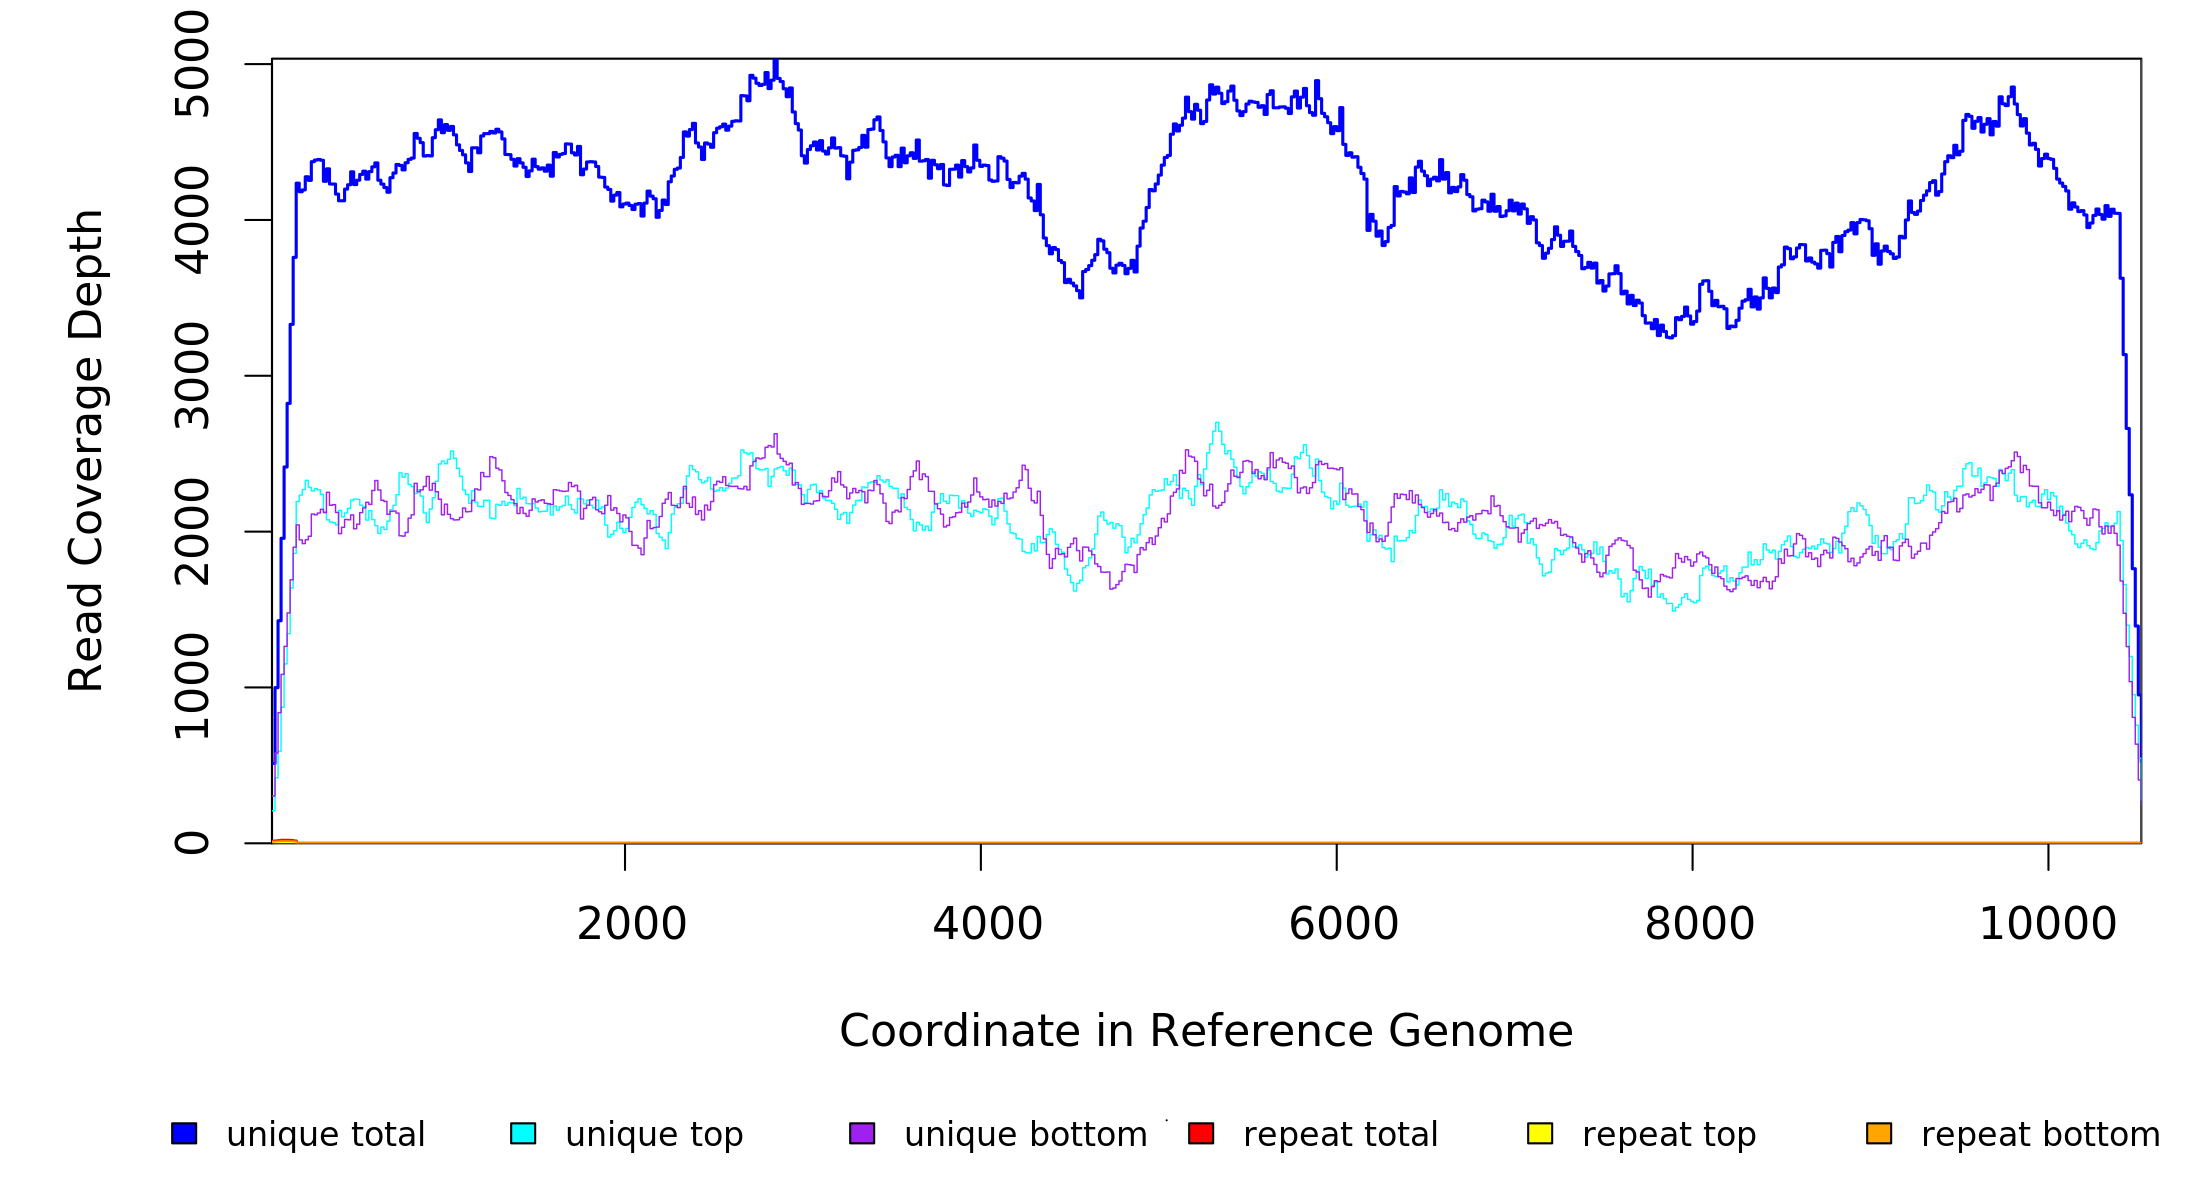 5000
4000
3000
2000
1000
0
Read Coverage Depth
2000 4000 6000 8000 10000
Coordinate in Reference Genome
unique total unique top unique bottom repeat total repeat top repeat bottom